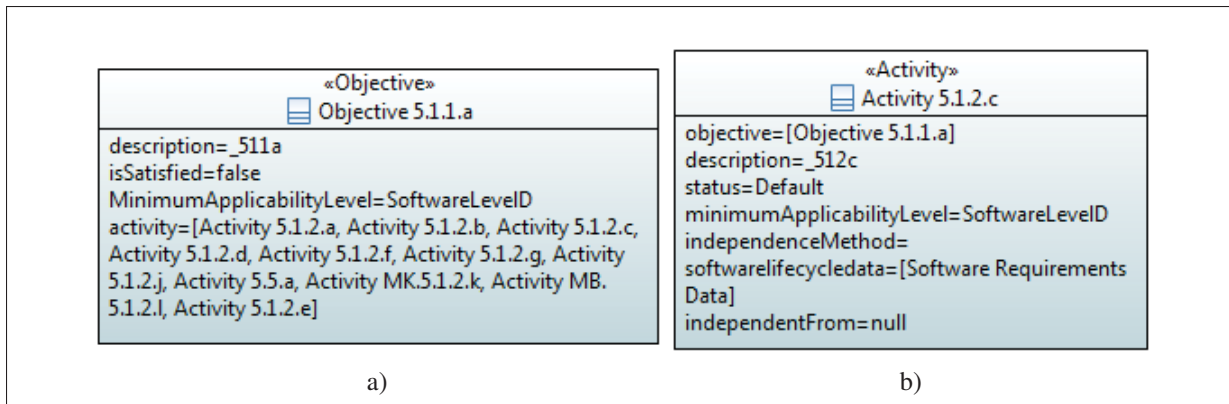 «Objective»
Objective 5.1.1.a
description=_511a
isSatisfied=false
MinimumApplicabilityLevel=SoftwareLevelD
activity=[Activity 5.1.2.a, Activity 5.1.2.b, Activity 5.1.2.c,
Activity 5.1.2.d, Activity 5.1.2.f, Activity 5.1.2.g, Activity
5.1.2.j, Activity 5.5.a, Activity MK.5.1.2.k, Activity MB.
5.1.2.l, Activity 5.1.2.e]
a)
«Activity»
Activity 5.1.2.c
objective=[Objective 5.1.1.a]
description=_512c
status=Default
minimumApplicabilityLevel=SoftwareLevelD
independenceMethod=
softwarelifecycledata=[Software Requirements
Data]
independentFrom=null
b)